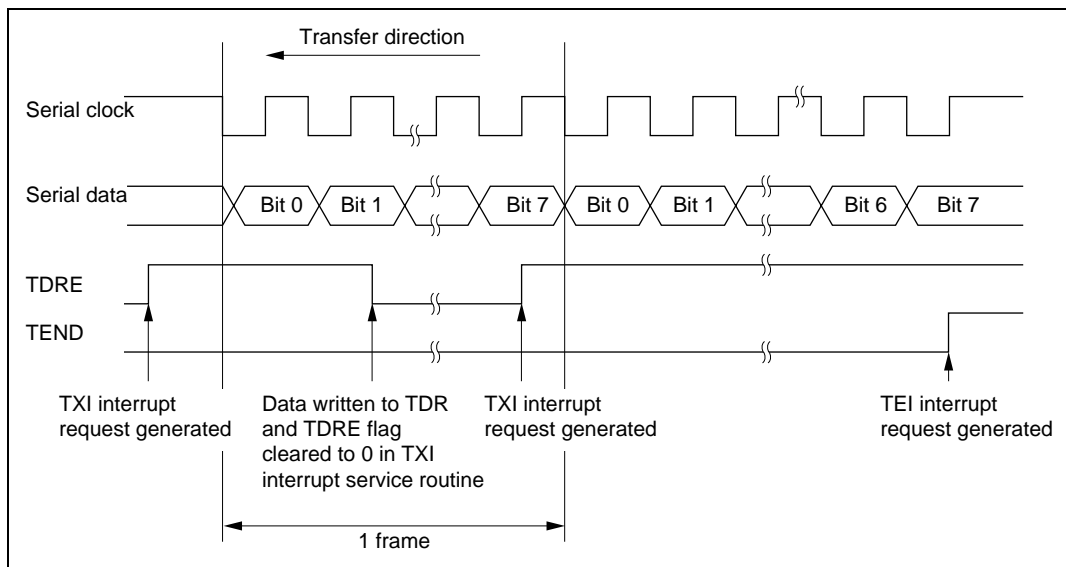 Transfer direction
Serial clock
Serial data
Bit 0
Bit 1
Bit 7
Bit 0
Bit 1
Bit 6
Bit 7
TDRE
TEND
TXI interrupt
request generated
Data written to TDR
and TDRE flag
cleared to 0 in TXI
interrupt service routine
TXI interrupt
request generated
TEI interrupt
request generated
1 frame